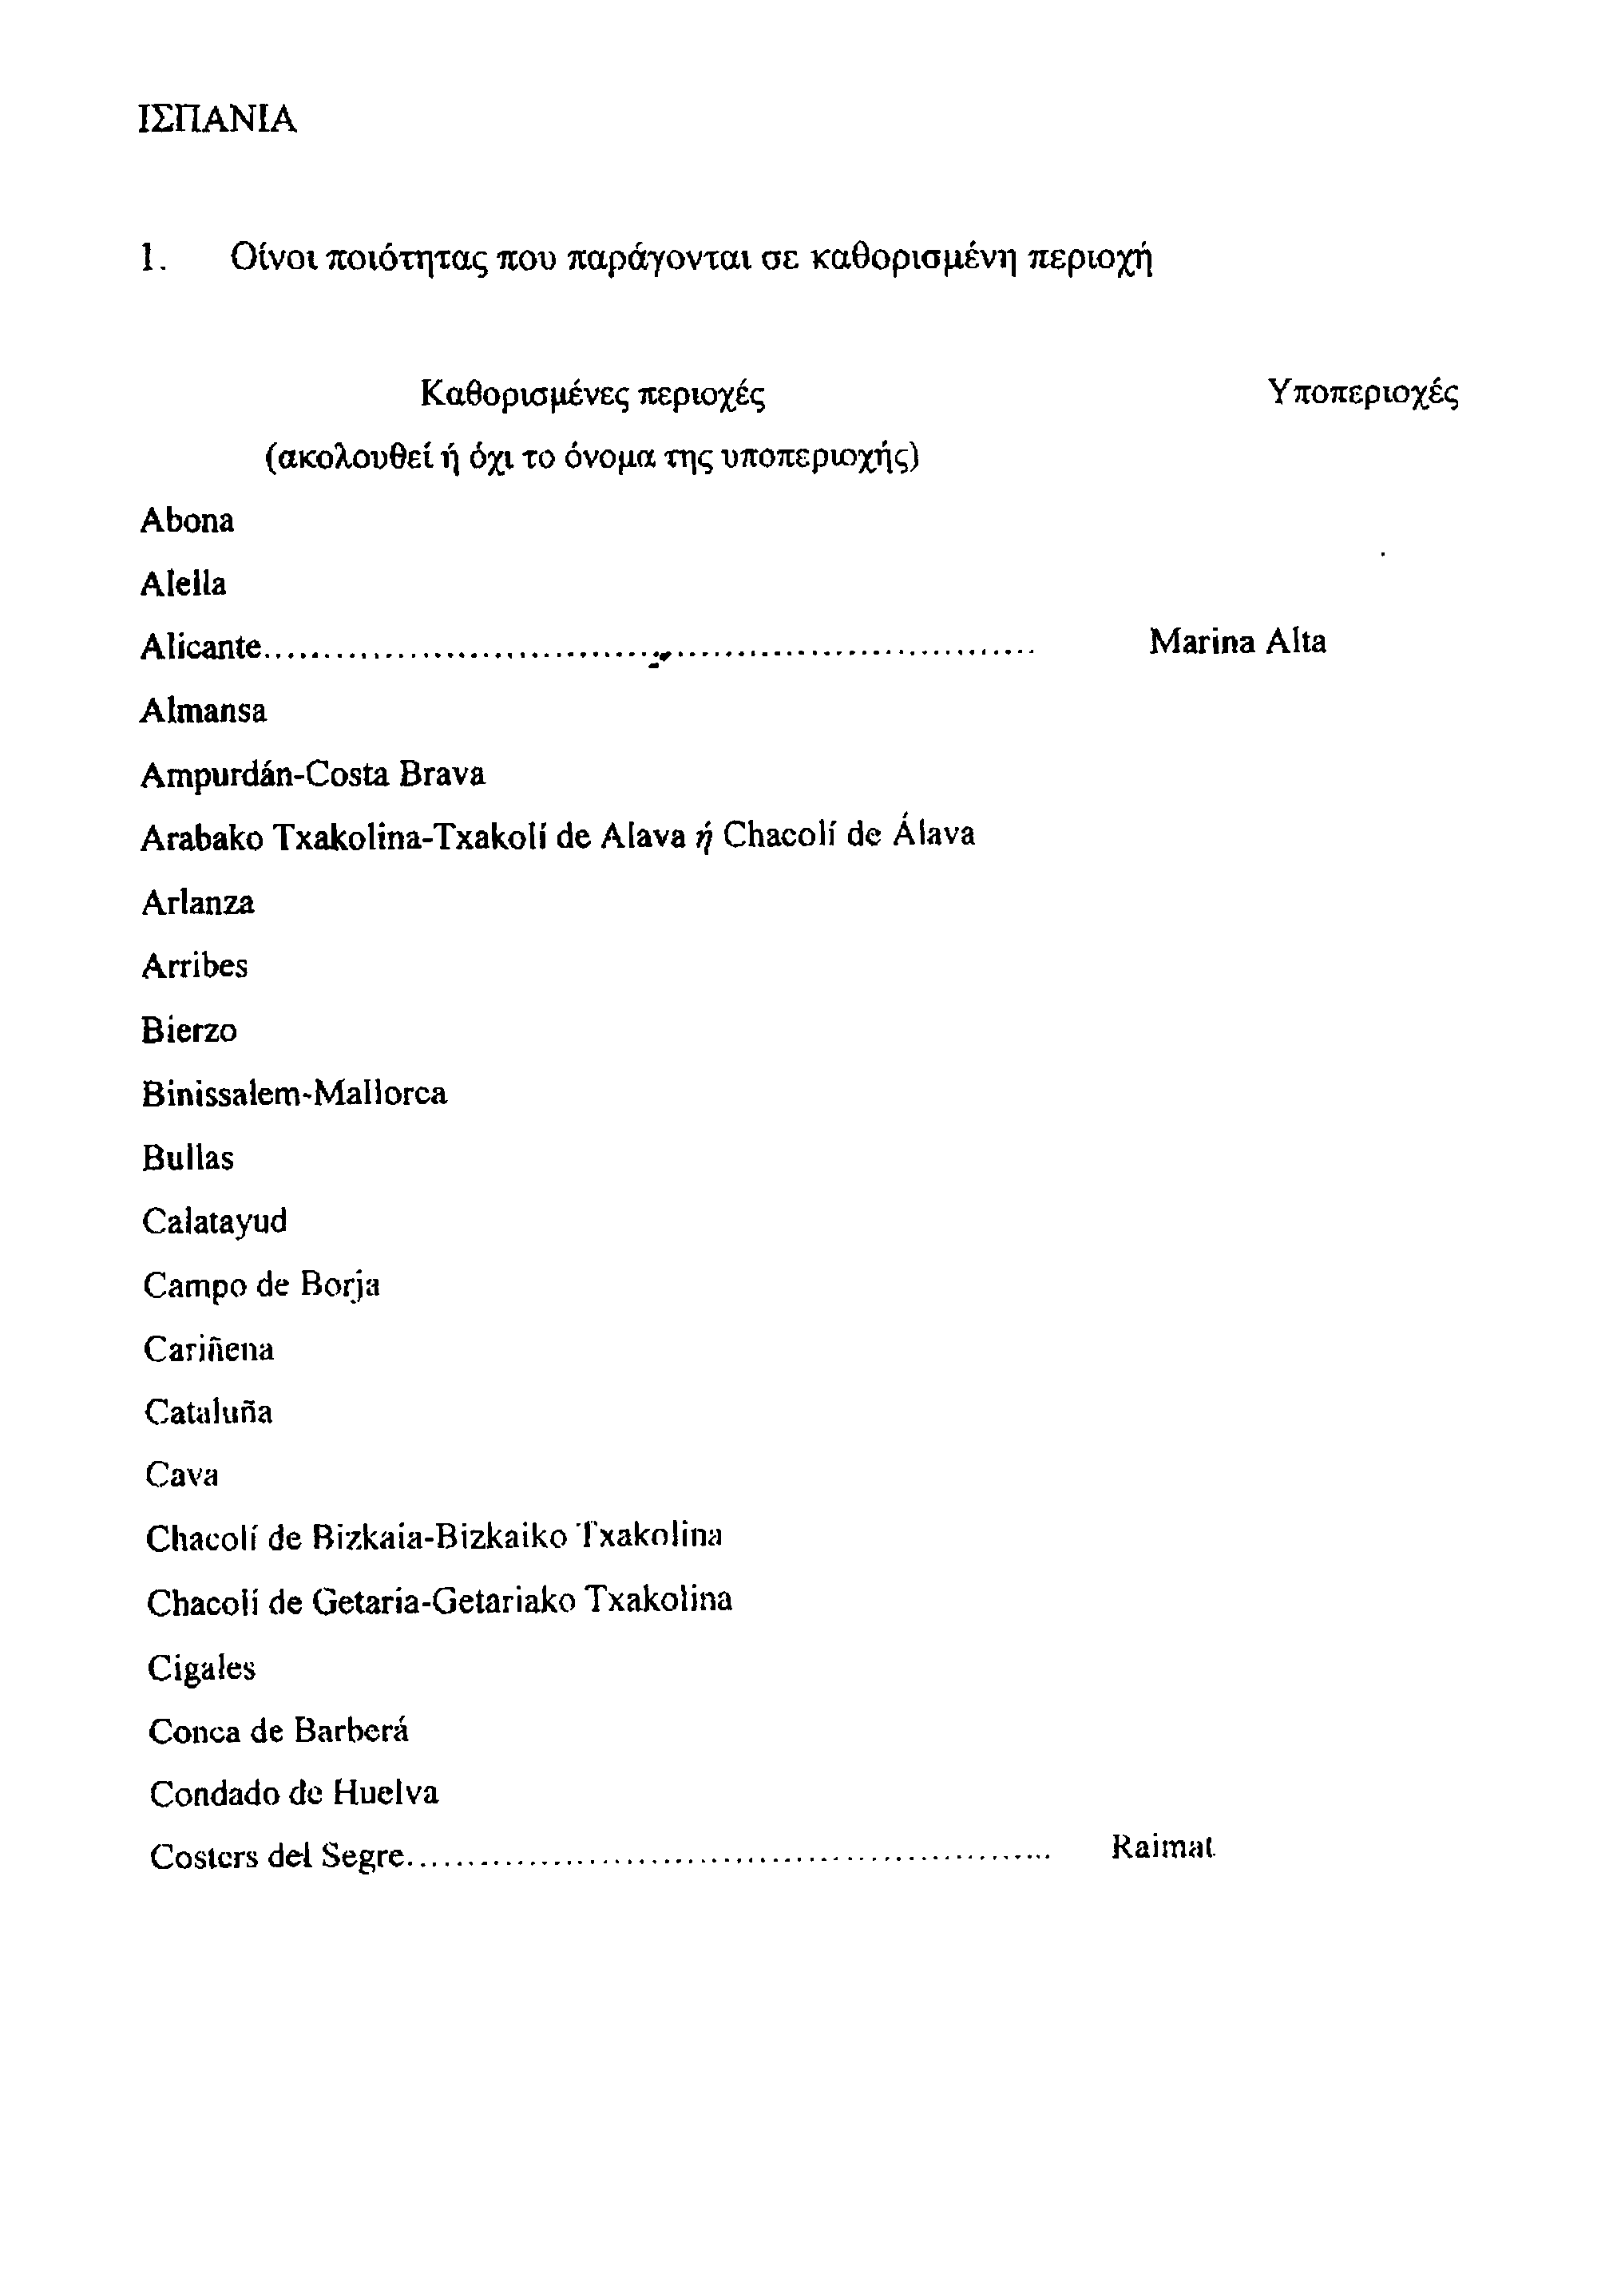 ΙΣΠΑΝΙΑ
1. Οίνοι ποιότητας που παράγονται σε καθορισμένη περιοχή
Καθορισμένες περιοχές Υποπεριοχές
(ακολουθεί ή όχι το όνομα της υποπεριοχής)
Abona
Alella
Alicante.......................................................... Marina Alta
Almansa
Ampurdán-Costa Brava
Arabako Txakolina-Txakolí de Alava ή Chacolí de Álava
Arlanza
Arribes
Bierzo
Binissalem-Mallorca
Bullas
Calatayud
Campo de Borja
Cariñena
Cataluña
Cava
Chacolí de Bizkaia-Bizkaiko Txakolina
Chacolí de Getaria-Getariako Txakolina
Cigales
Conca de Barberá
Condado de Huelva
Costers del Segre.................................................. Raimat